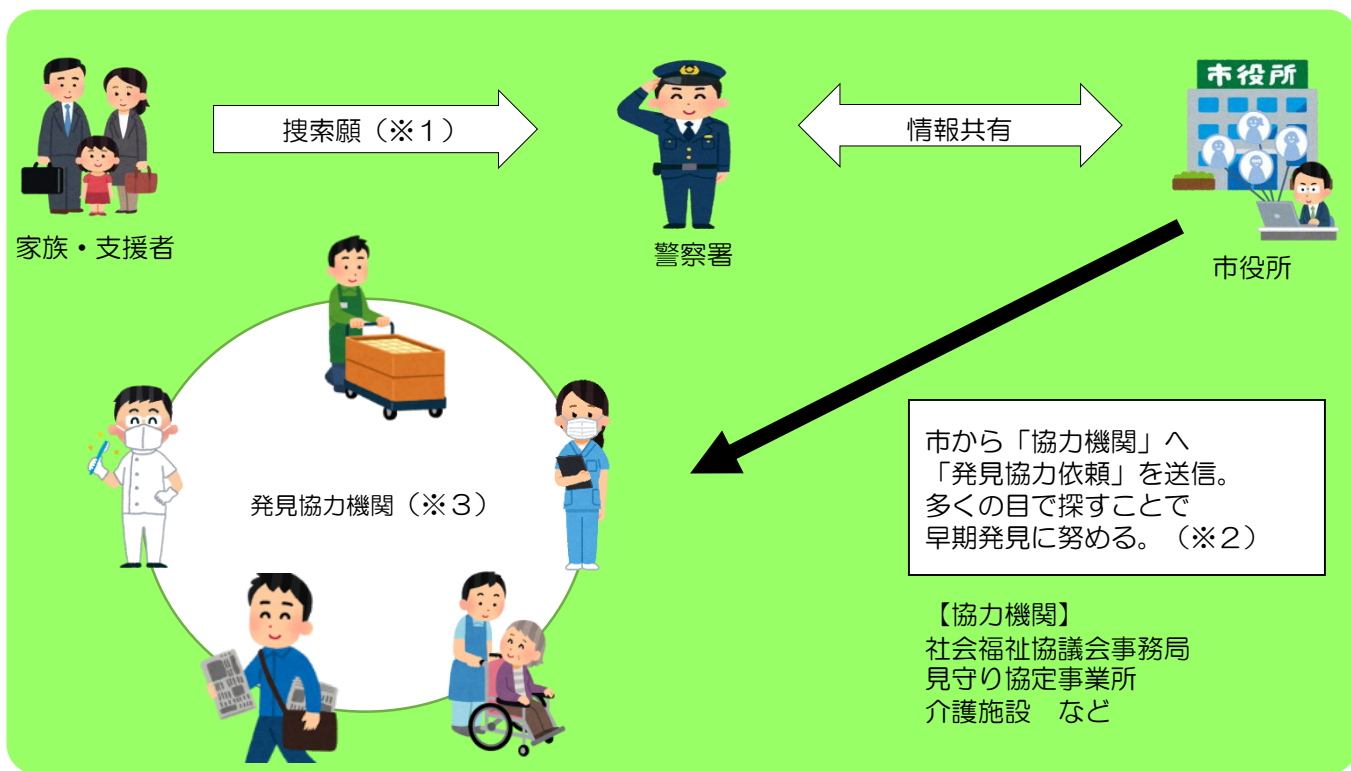 捜索願（※１）
情報共有
市役所
家族・支援者
警察署
市役所
発見協力機関（※３）
市から「協力機関」へ
「発見協力依頼」を送信。
多くの目で探すことで
早期発見に努める。（※２）
【協力機関】
社会福祉協議会事務局
見守り協定事業所
介護施設　など